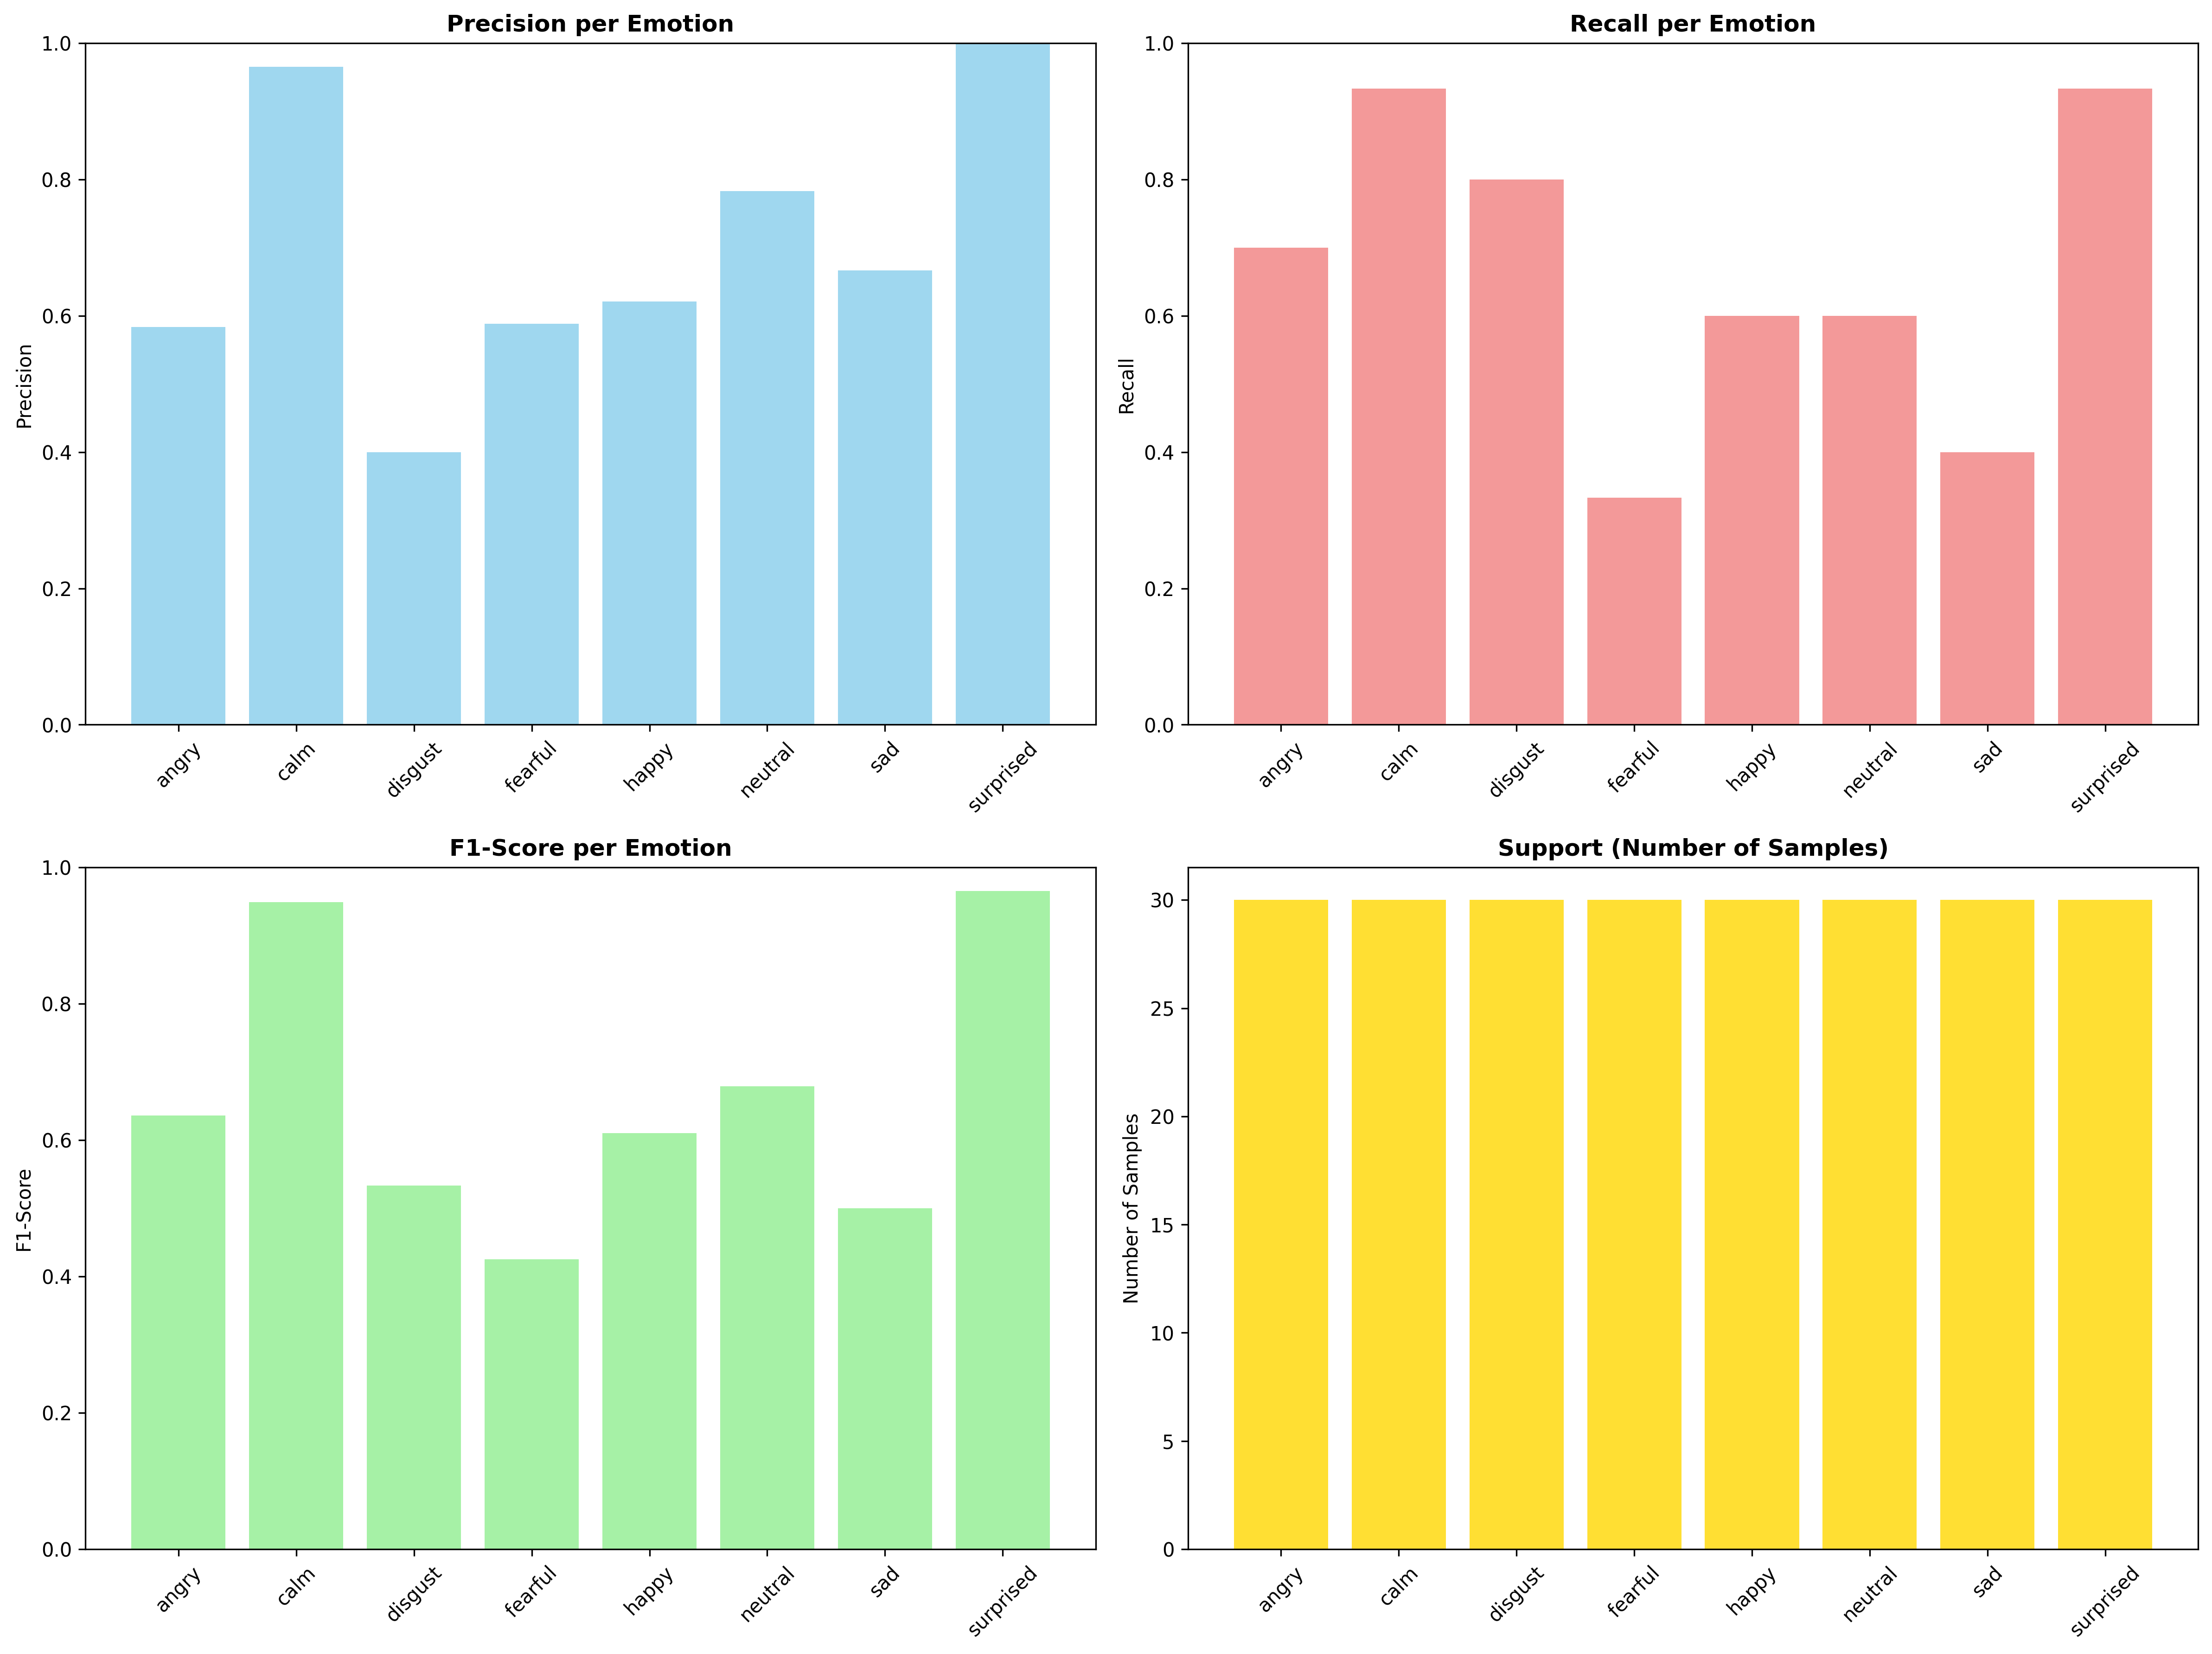 Precision per Emotion
1.0
0.8
0.6
0.4
0.2
0.0
Precision
angry
calm
disgust
fearful
happy
neutral
sad
surprised
Recall per Emotion
1.0
0.8
0.6
0.4
0.2
0.0
Recall
angry
calm
disgust
fearful
happy
neutral
sad
surprised
F1-Score per Emotion
1.0
0.8
0.6
0.4
0.2
0.0
F1-Score
angry
calm
disgust
fearful
happy
neutral
sad
surprised
Support (Number of Samples)
30
25
20
15
10
5
0
Number of Samples
angry
calm
disgust
fearful
happy
neutral
sad
surprised